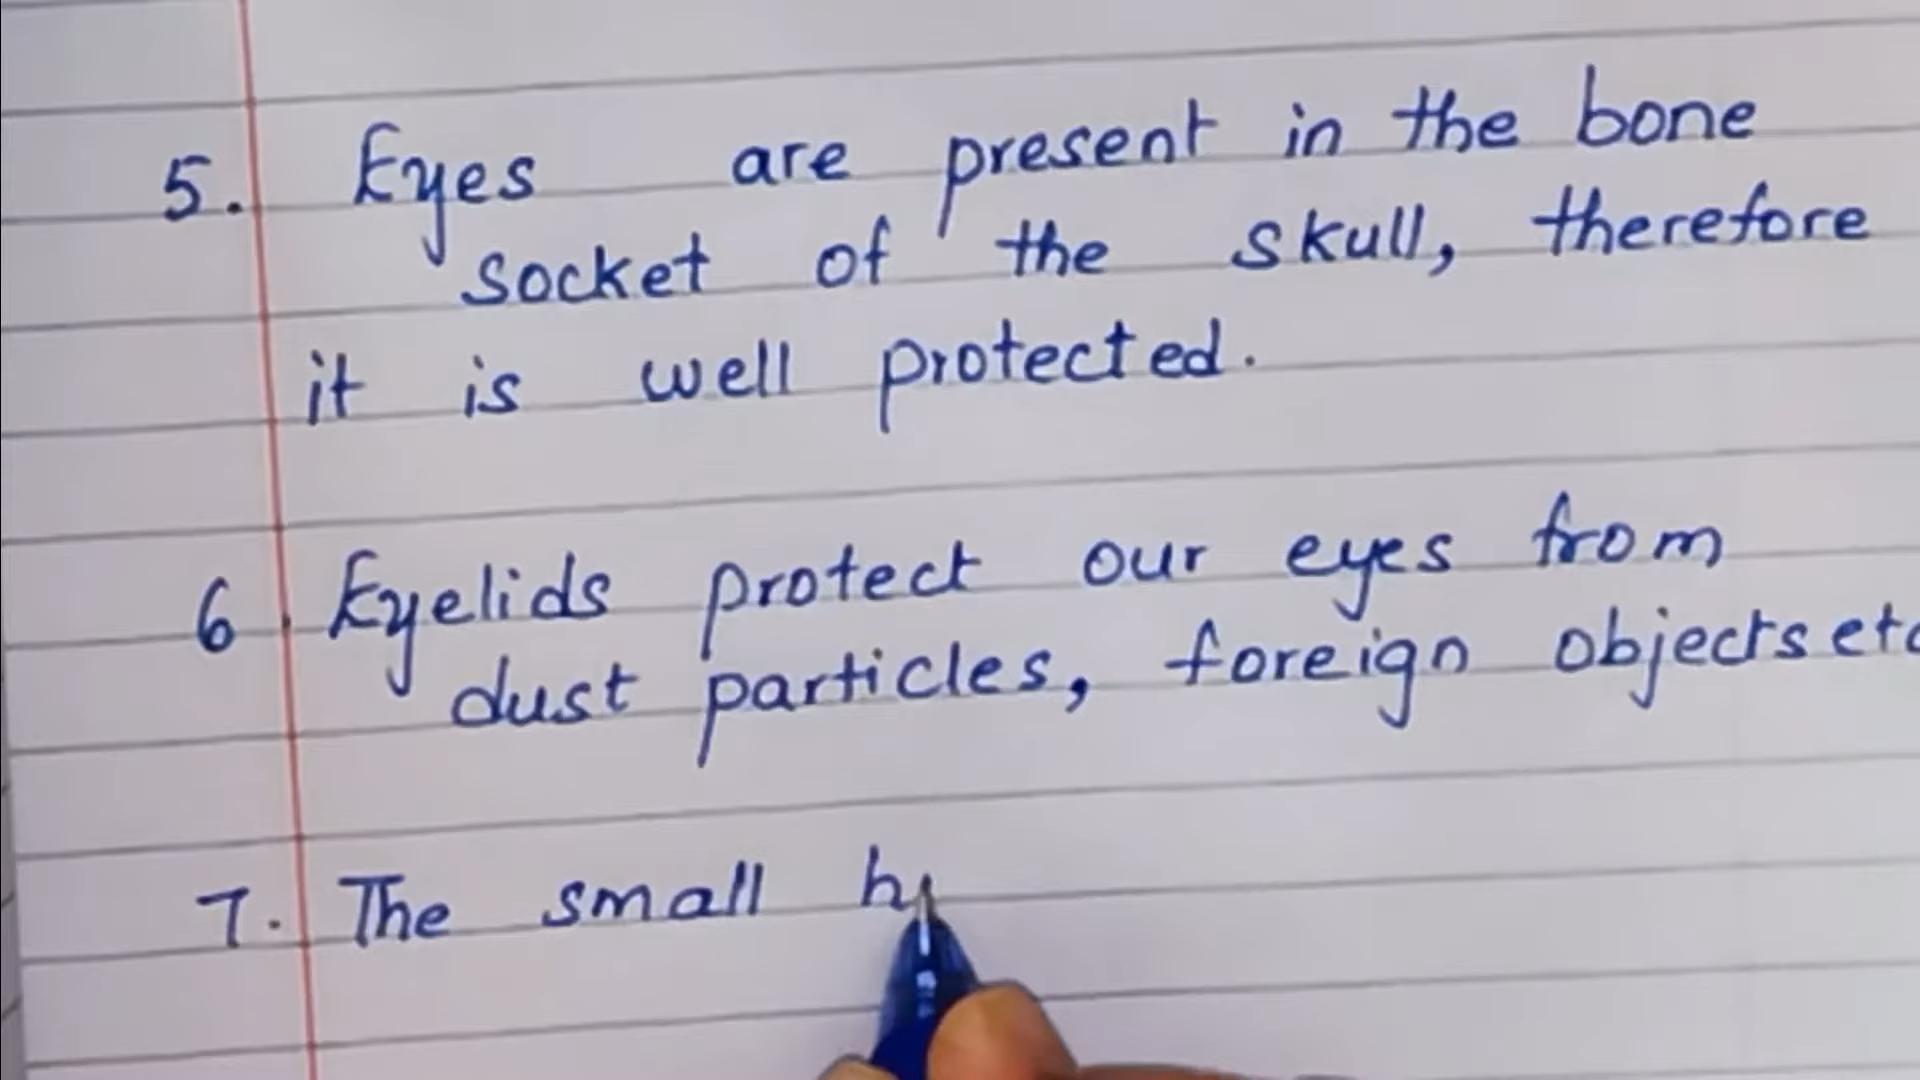 5. Eyes are present in the bone
socket of the skull, therefore
it is well protected.
6. Eyelids protect our eyes from
dust particles, foreign objects etc
7. The small